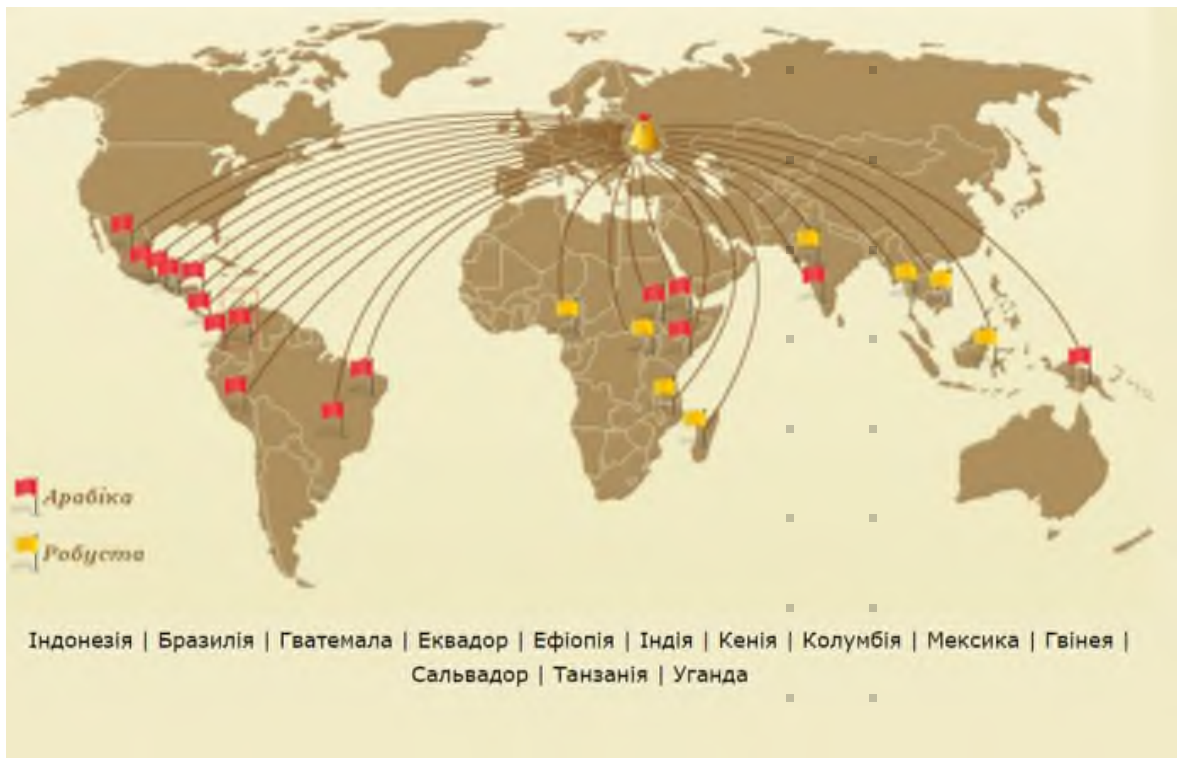 Арабіка
Робуста
Індонезія | Бразилія | Гватемала | Еквадор | Ефіопія | Індія | Кенія | Колумбія | Мексика | Гвінея |
Сальвадор | Танзанія | Уганда